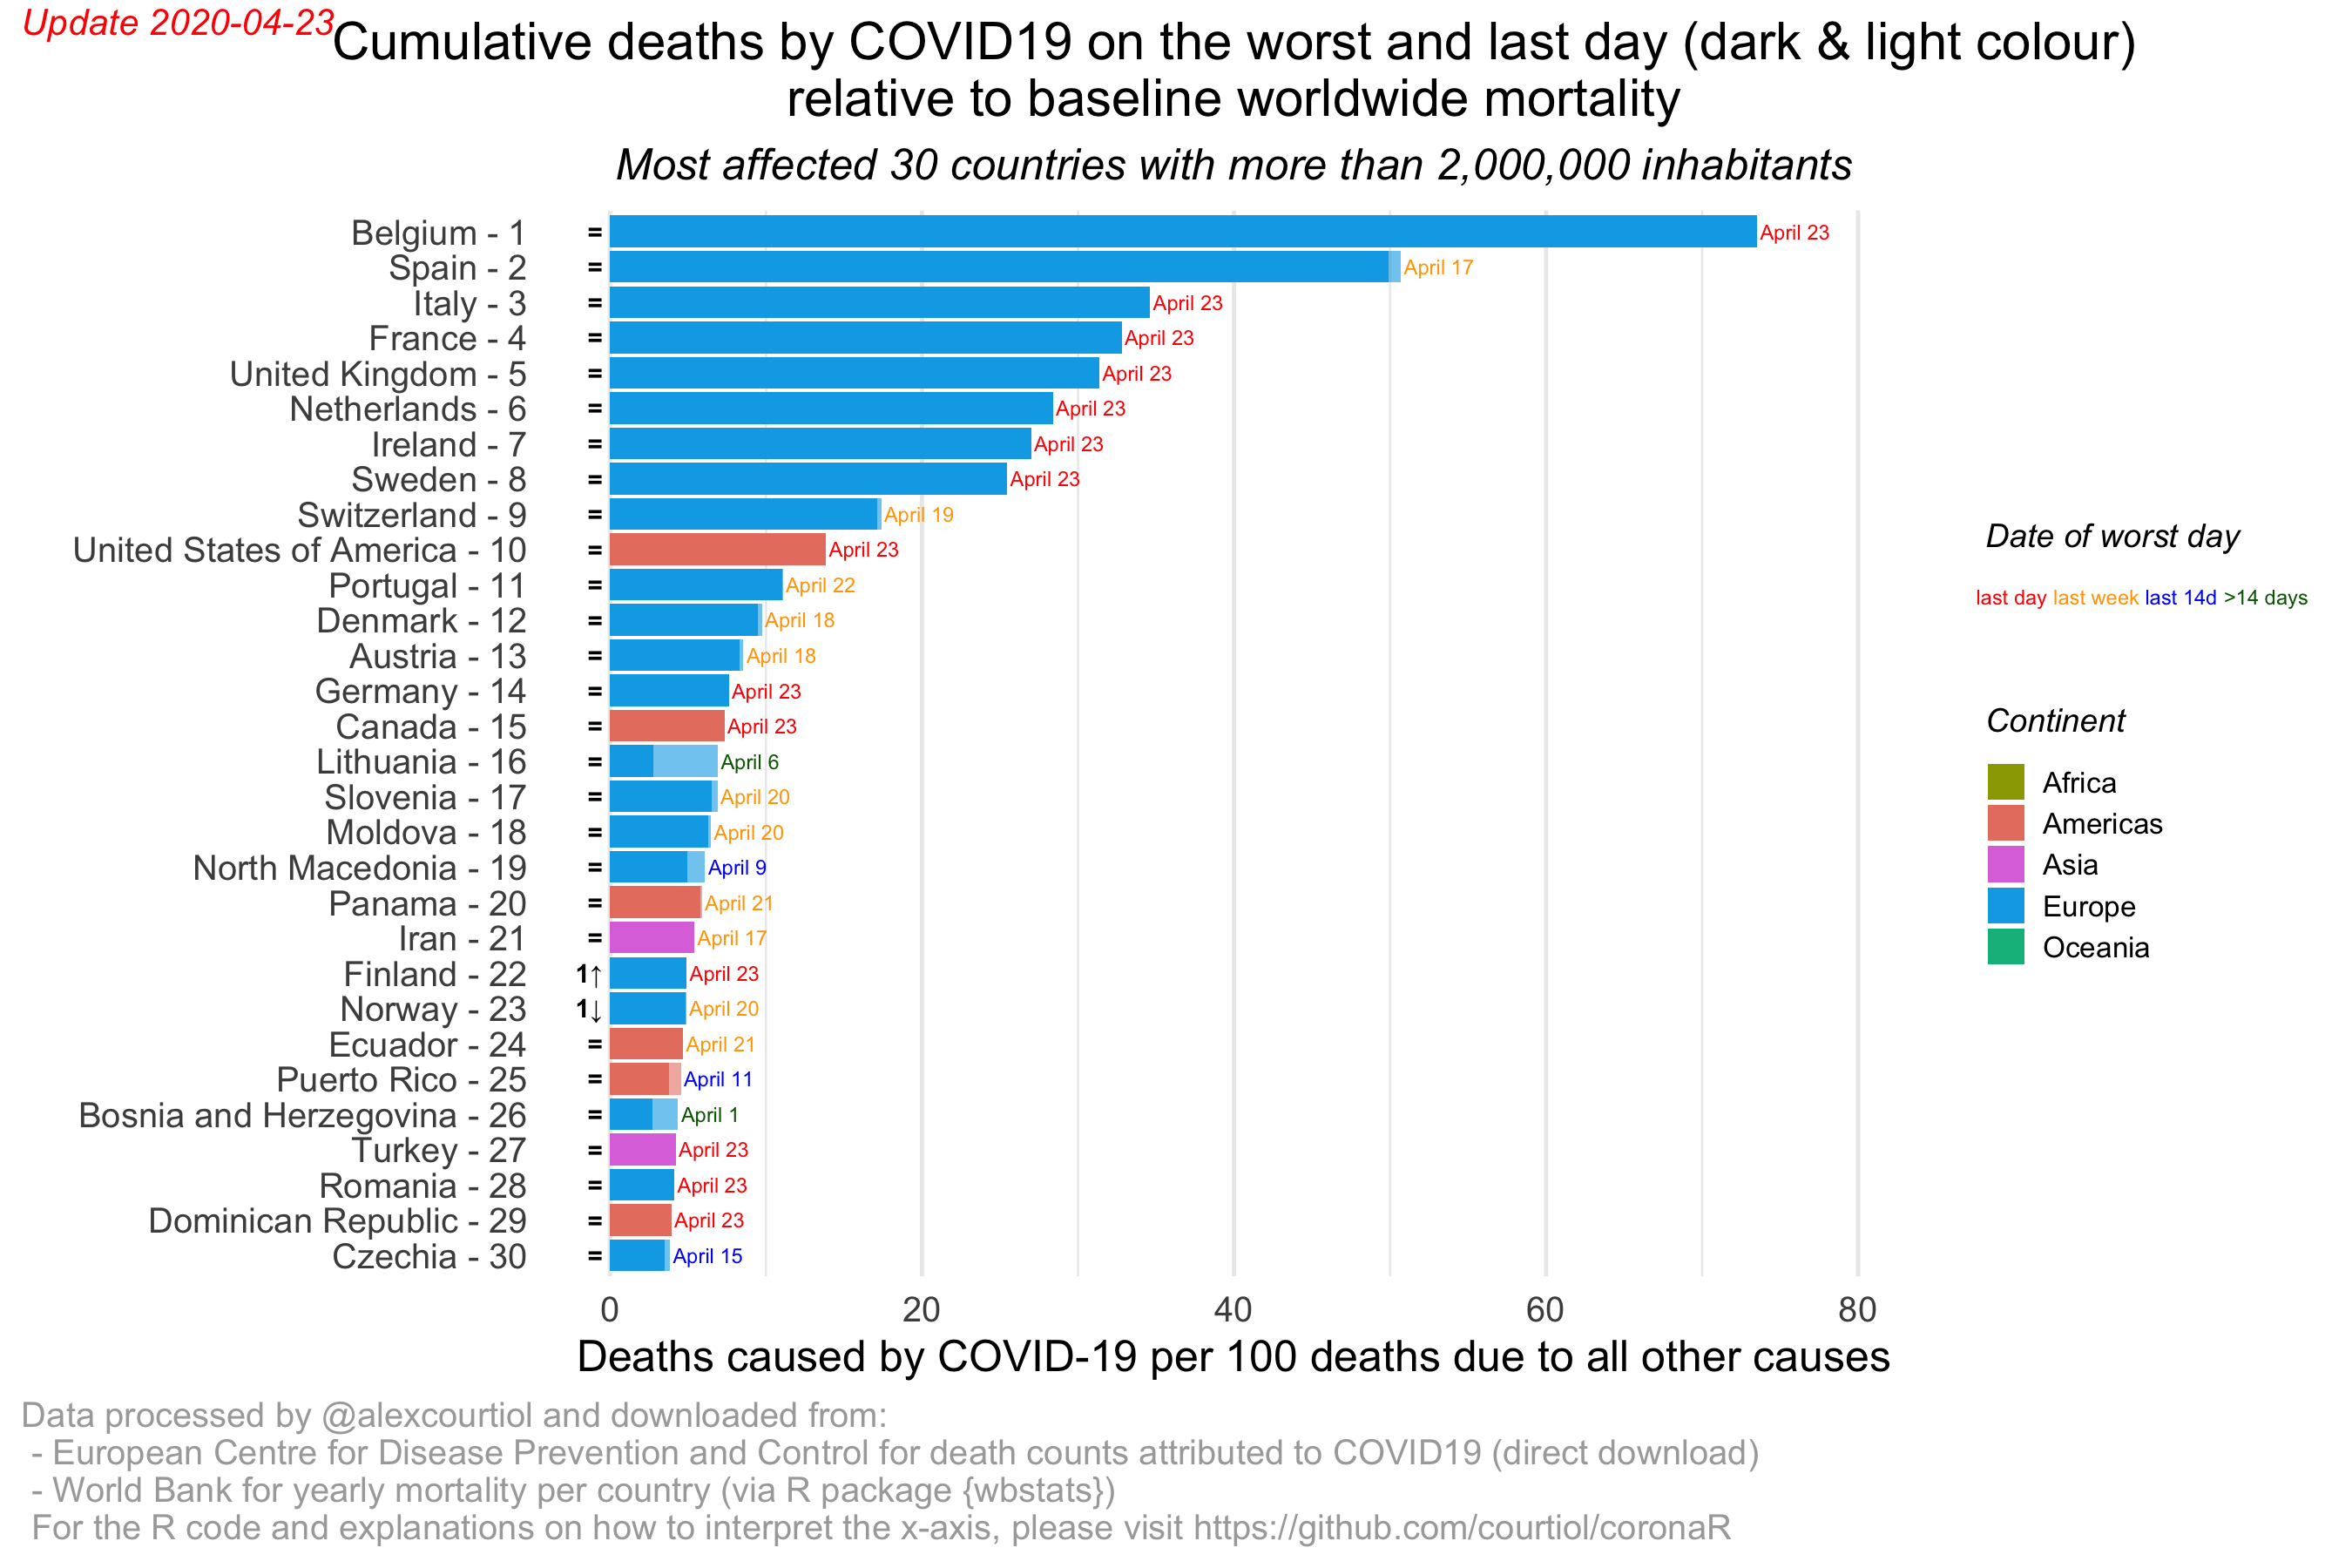 Update 2020-04-23
Cumulative deaths by COVID19 on the worst and last day (dark & light colour)
relative to baseline worldwide mortality
Most affected 30 countries with more than 2,000,000 inhabitants
Belgium - 1 = April 23
Spain - 2 = April 17
Italy - 3 = April 23
France - 4 = April 23
United Kingdom - 5 = April 23
Netherlands - 6 = April 23
Ireland - 7 = April 23
Sweden - 8 = April 23
Switzerland - 9 = April 19
United States of America - 10 = April 23
Portugal - 11 = April 22
Denmark - 12 = April 18
Austria - 13 = April 18
Germany - 14 = April 23
Canada - 15 = April 23
Lithuania - 16 = April 6
Slovenia - 17 = April 20
Moldova - 18 = April 20
North Macedonia - 19 = April 9
Panama - 20 = April 21
Iran - 21 = April 17
Finland - 22 1↑ April 23
Norway - 23 1↓ April 20
Ecuador - 24 = April 21
Puerto Rico - 25 = April 11
Bosnia and Herzegovina - 26 = April 1
Turkey - 27 = April 23
Romania - 28 = April 23
Dominican Republic - 29 = April 23
Czechia - 30 = April 15
0 20 40 60 80
Deaths caused by COVID-19 per 100 deaths due to all other causes
Date of worst day
last day last week last 14d >14 days
Continent
Africa
Americas
Asia
Europe
Oceania
Data processed by @alexcourtiol and downloaded from:
- European Centre for Disease Prevention and Control for death counts attributed to COVID19 (direct download)
- World Bank for yearly mortality per country (via R package {wbstats})
For the R code and explanations on how to interpret the x-axis, please visit https://github.com/courtiol/coronaR